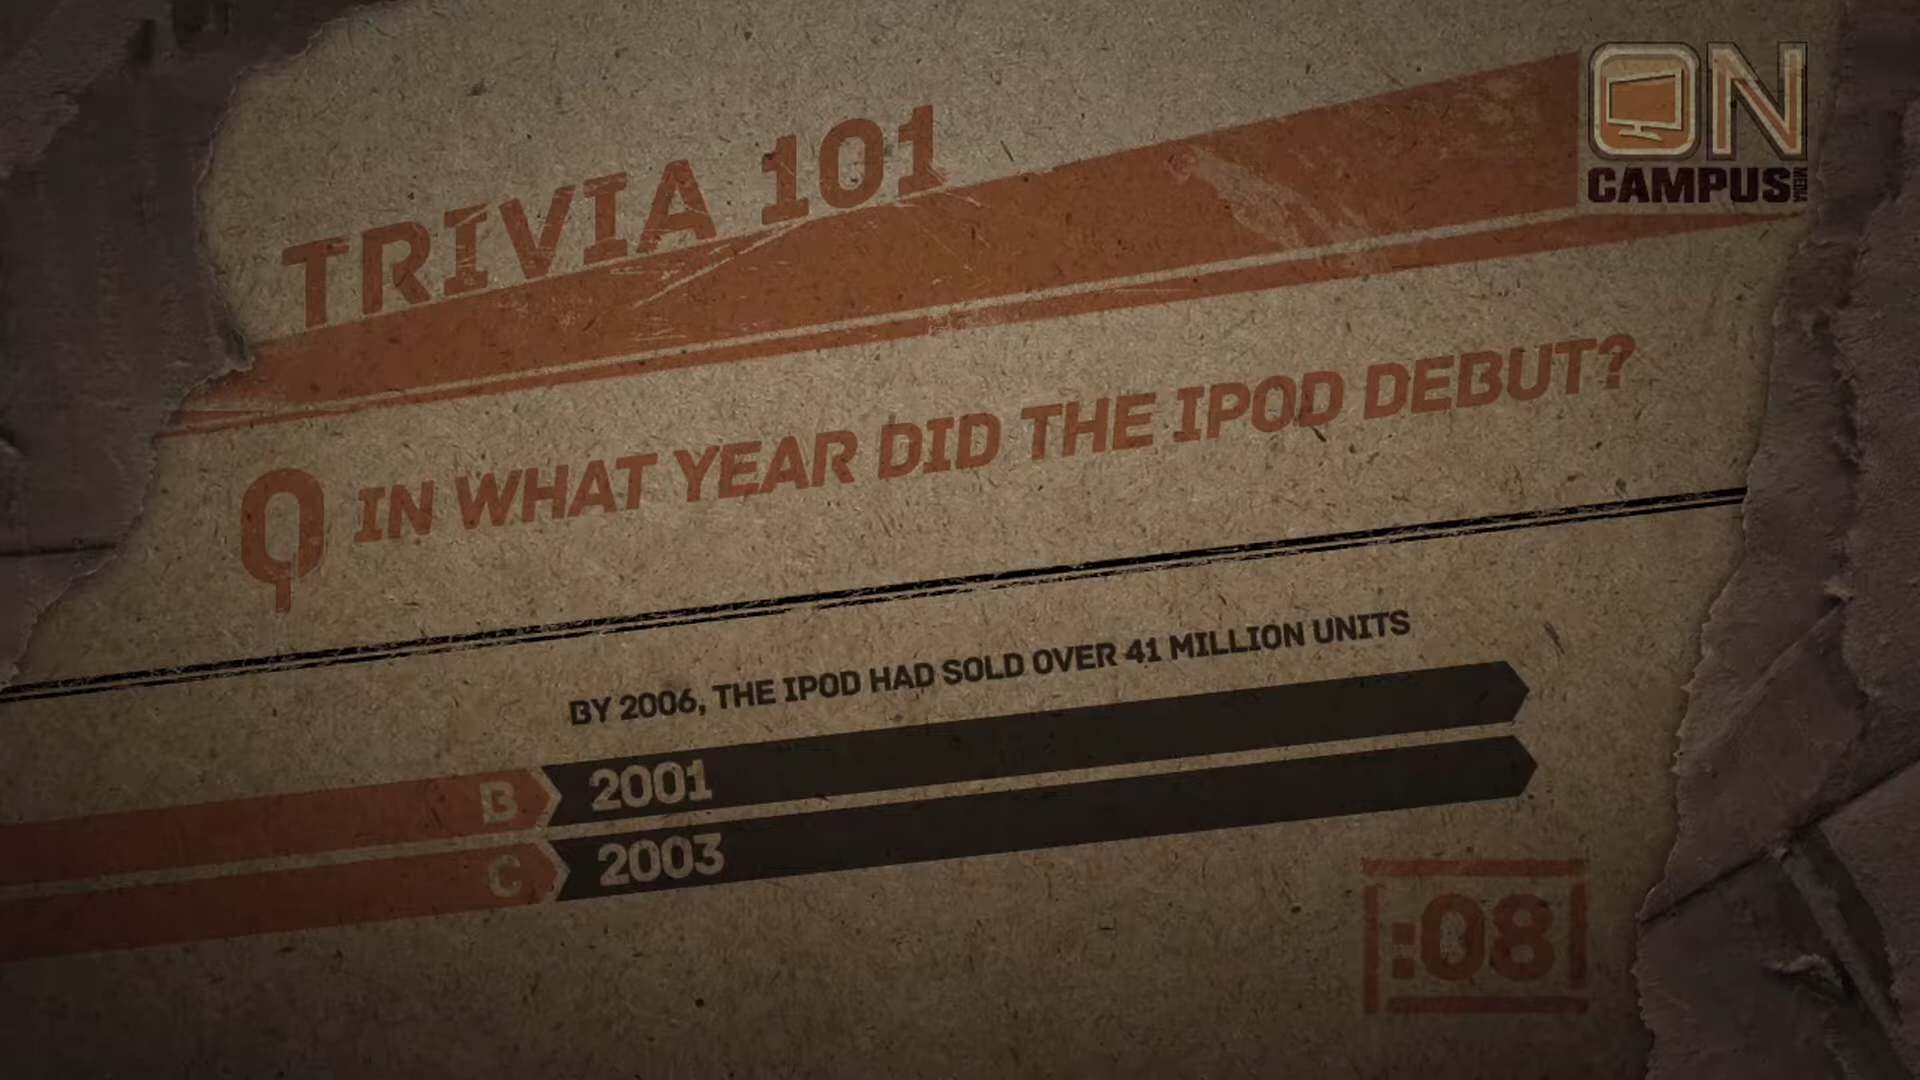 ON
CAMPUS
MEDIA
TRIVIA 101
Q IN WHAT YEAR DID THE IPOD DEBUT?
BY 2006, THE IPOD HAD SOLD OVER 41 MILLION UNITS
B 2001
C 2003
:08